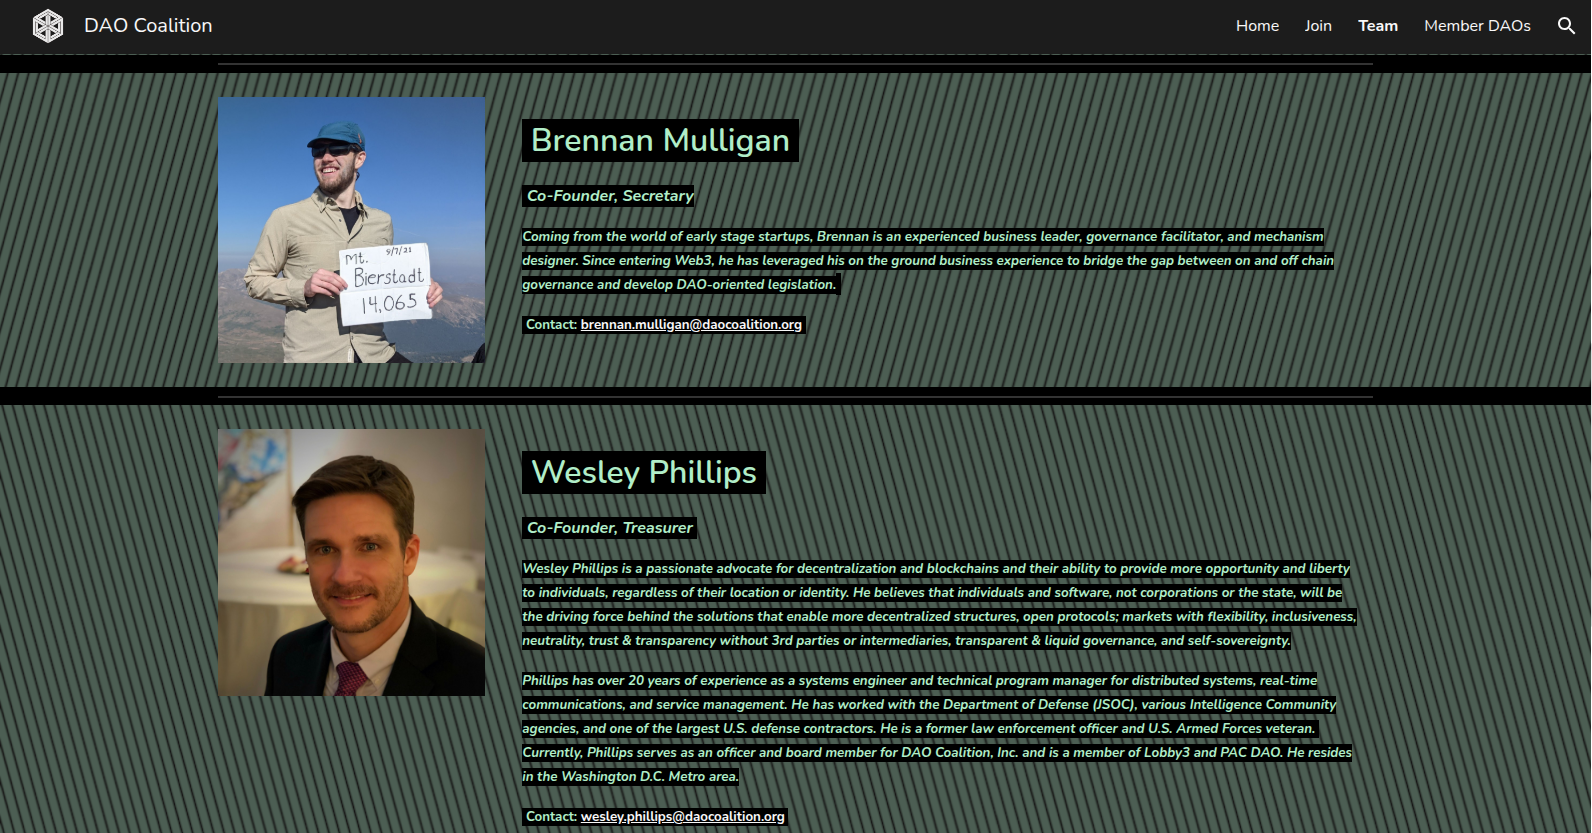 DAO Coalition
Home Join Team Member DAOs
Brennan Mulligan
Co-Founder, Secretary
Coming from the world of early stage startups, Brennan is an experienced business leader, governance facilitator, and mechanism
designer. Since entering Web3, he has leveraged his on the ground business experience to bridge the gap between on and off chain
governance and develop DAO-oriented legislation.
Contact: brennan.mulligan@daocoalition.org
9/7/21
Mt.
Bierstadt
14,065
Wesley Phillips
Co-Founder, Treasurer
Wesley Phillips is a passionate advocate for decentralization and blockchains and their ability to provide more opportunity and liberty
to individuals, regardless of their location or identity. He believes that individuals and software, not corporations or the state, will be
the driving force behind the solutions that enable more decentralized structures, open protocols; markets with flexibility, inclusiveness,
neutrality, trust & transparency without 3rd parties or intermediaries, transparent & liquid governance, and self-sovereignty.
Phillips has over 20 years of experience as a systems engineer and technical program manager for distributed systems, real-time
communications, and service management. He has worked with the Department of Defense (JSOC), various Intelligence Community
agencies, and one of the largest U.S. defense contractors. He is a former law enforcement officer and U.S. Armed Forces veteran.
Currently, Phillips serves as an officer and board member for DAO Coalition, Inc. and is a member of Lobby3 and PAC DAO. He resides
in the Washington D.C. Metro area.
Contact: wesley.phillips@daocoalition.org